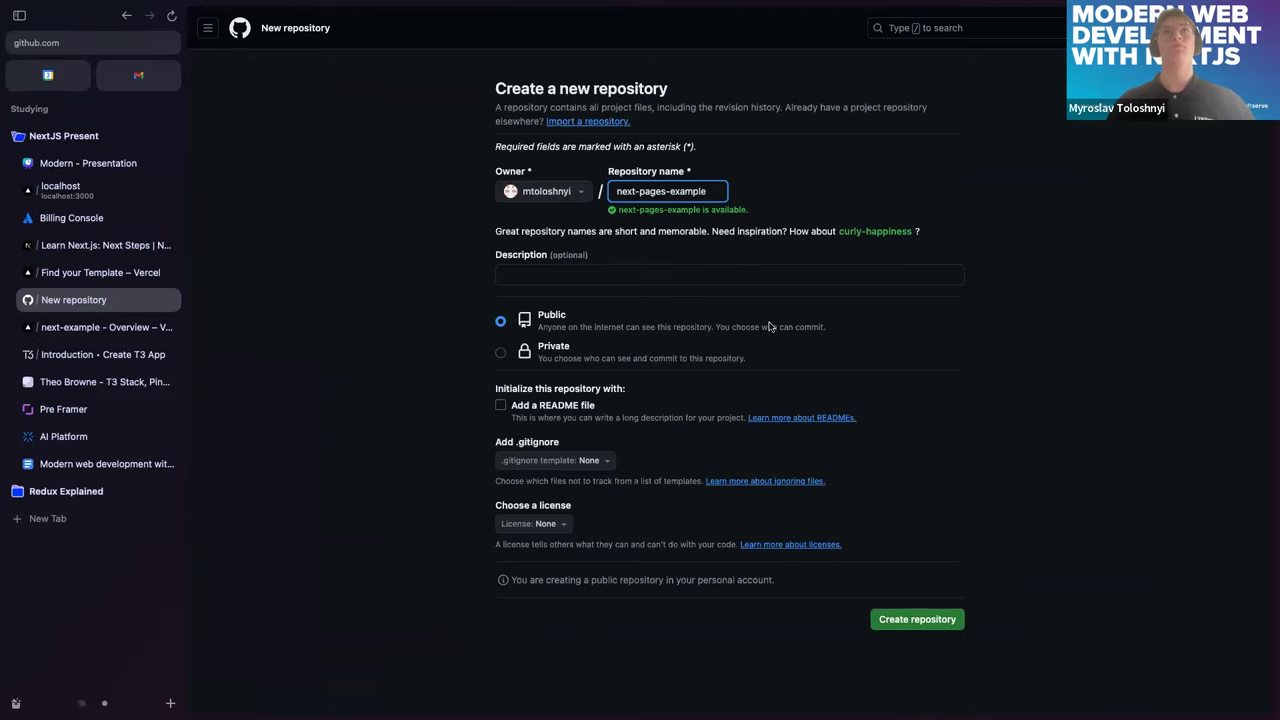 github.com
Studying
NextJS Present
Modern - Presentation
localhost
localhost:3000
Billing Console
Learn Next.js: Next Steps | N...
Find your Template – Vercel
/ New repository
/ next-example - Overview – V...
/ Introduction • Create T3 App
Theo Browne - T3 Stack, Pin...
Pre Framer
AI Platform
Modern web development wit...
Redux Explained
New Tab
New repository
Type / to search
MODERN WEB
DEVELOPMENT
WITH NEXTJS
Myroslav Toloshnyi
Create a new repository
A repository contains all project files, including the revision history. Already have a project repository
elsewhere? Import a repository.
Required fields are marked with an asterisk (*).
Owner * Repository name *
mtoloshnyi / next-pages-example
next-pages-example is available.
Great repository names are short and memorable. Need inspiration? How about curly-happiness ?
Description (optional)
Public
Anyone on the internet can see this repository. You choose who can commit.
Private
You choose who can see and commit to this repository.
Initialize this repository with:
Add a README file
This is where you can write a long description for your project. Learn more about READMEs.
Add .gitignore
.gitignore template: None
Choose which files not to track from a list of templates. Learn more about ignoring files.
Choose a license
License: None
A license tells others what they can and can't do with your code. Learn more about licenses.
You are creating a public repository in your personal account.
Create repository